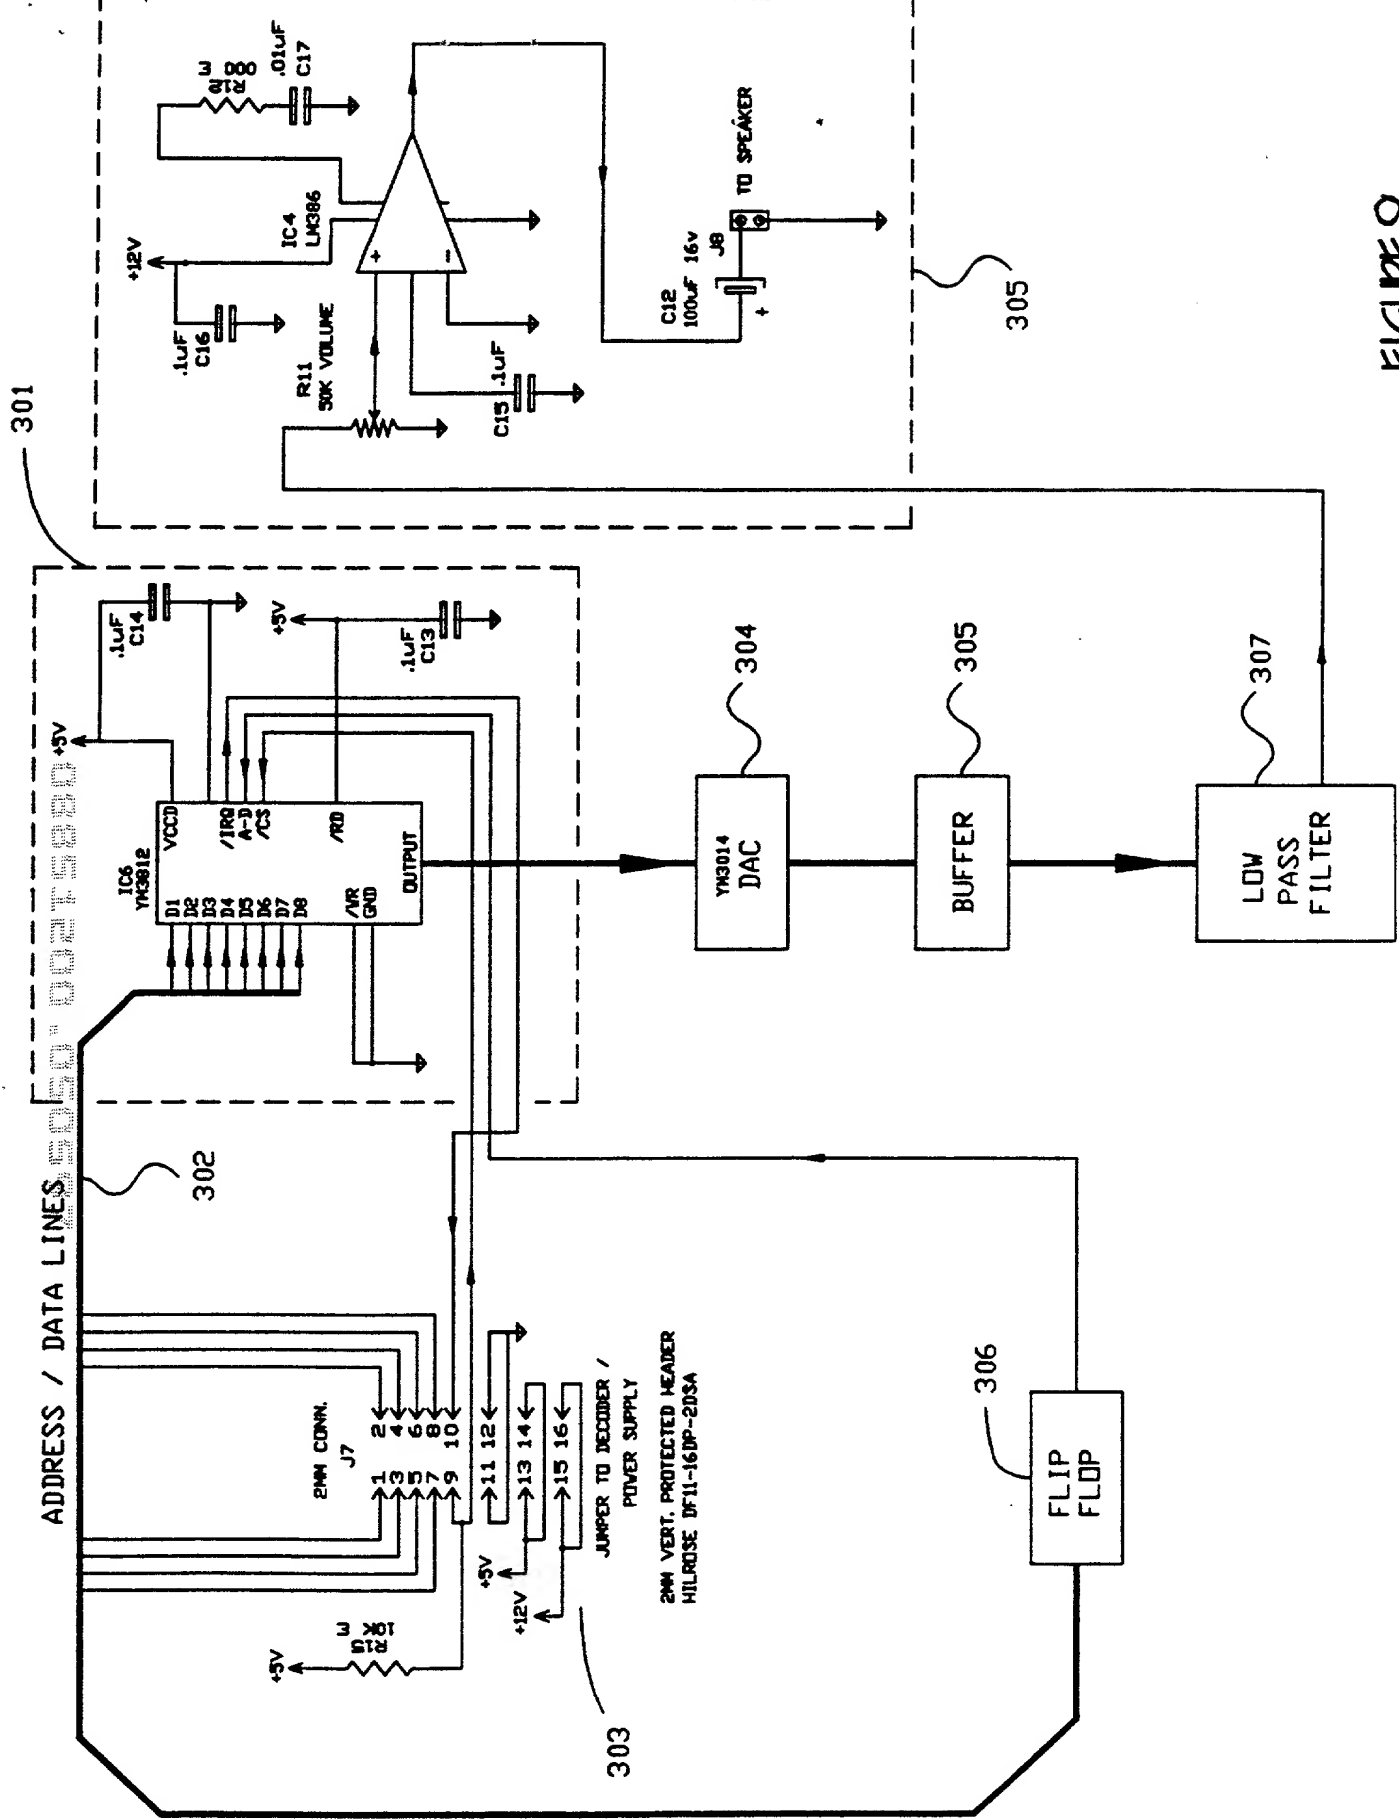 ADDRESS / DATA LINES
302
301
+5V
.1uF
C14
IC6
YM3812
VCCD
D1
D2
D3
D4
D5
D6
D7
D8
/IRQ
A-D
/CS
/RD
/WR
GND
OUTPUT
+5V
.1uF
C13
2MM CONN.
J7
1 2
3 4
5 6
7 8
9 10
11 12
13 14
15 16
+5V
R15
10K
+5V
+12V
303
JUMPER TO DECODER /
POWER SUPPLY
2MM VERT. PROTECTED HEADER
HILROSE DF11-16DP-2DSA
306
FLIP
FLOP
YM3014
DAC
304
BUFFER
305
LOW
PASS
FILTER
307
+12V
.1uF
C16
R12
.01uF
C17
IC4
LM386
+
-
R11
50K VOLUME
C15
.1uF
C12
100uF 16v
+
J8
TO SPEAKER
305